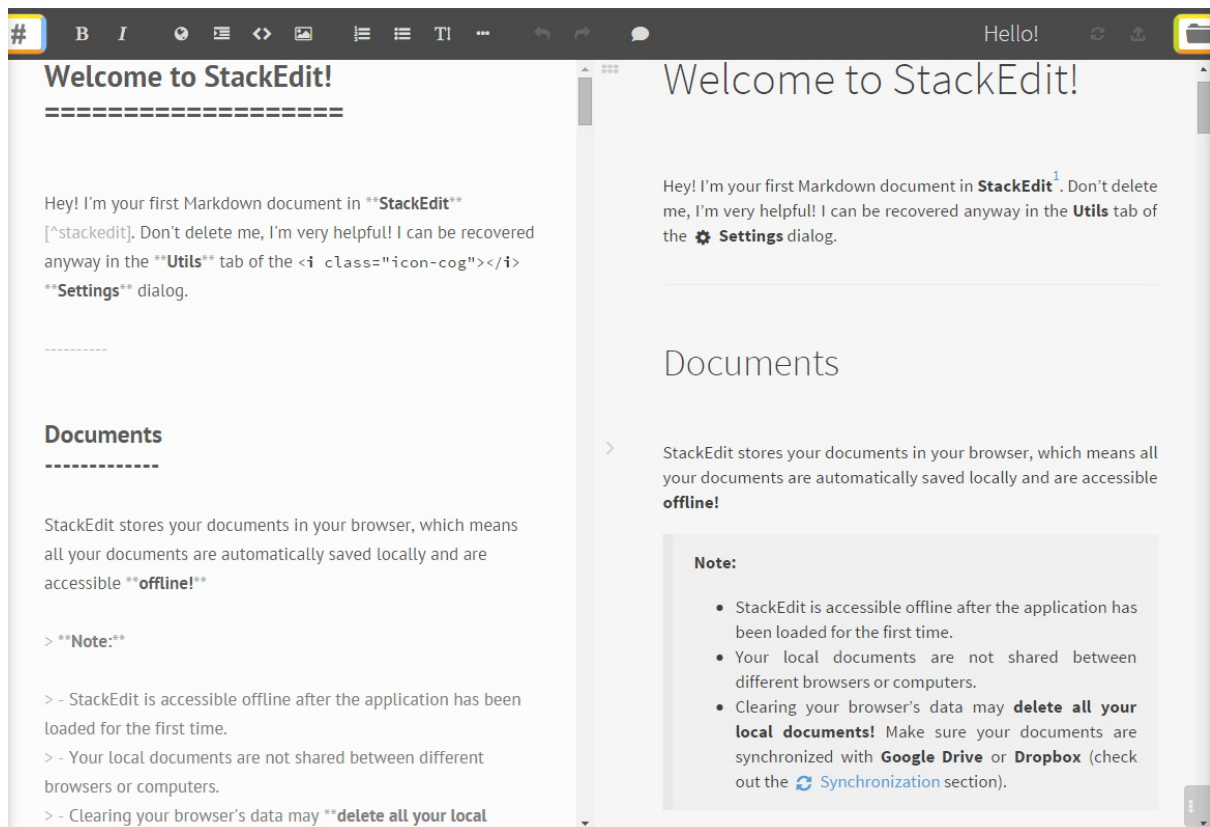 #
B I
Hello!
Welcome to StackEdit!
===================
Hey! I'm your first Markdown document in **StackEdit**
[^stackedit]. Don't delete me, I'm very helpful! I can be recovered
anyway in the **Utils** tab of the <i class="icon-cog"></i>
**Settings** dialog.
----------
Documents
-------------
StackEdit stores your documents in your browser, which means
all your documents are automatically saved locally and are
accessible **offline!**
> **Note:**
> - StackEdit is accessible offline after the application has been
loaded for the first time.
> - Your local documents are not shared between different
browsers or computers.
> - Clearing your browser's data may **delete all your local
Welcome to StackEdit!
Hey! I'm your first Markdown document in StackEdit1. Don't delete
me, I'm very helpful! I can be recovered anyway in the Utils tab of
the Settings dialog.
Documents
StackEdit stores your documents in your browser, which means all
your documents are automatically saved locally and are accessible
offline!
Note:
• StackEdit is accessible offline after the application has
been loaded for the first time.
• Your local documents are not shared between
different browsers or computers.
• Clearing your browser's data may delete all your
local documents! Make sure your documents are
synchronized with Google Drive or Dropbox (check
out the Synchronization section).